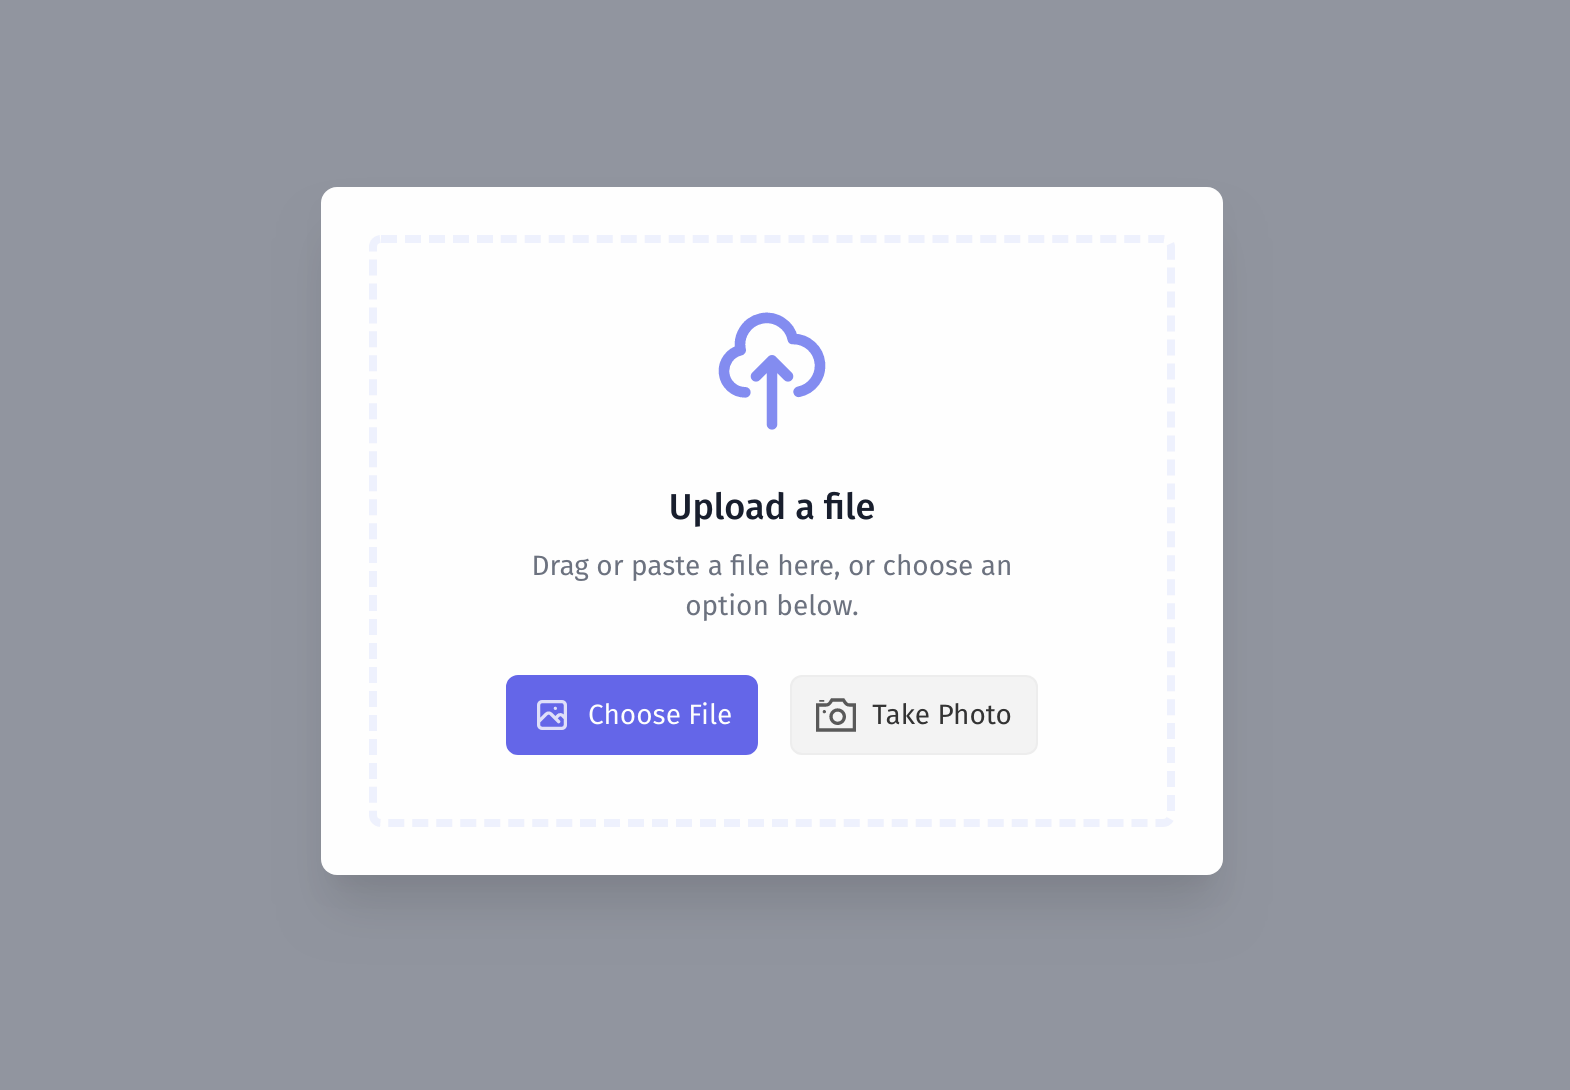 Upload a file
Drag or paste a file here, or choose an
option below.
Choose File
Take Photo